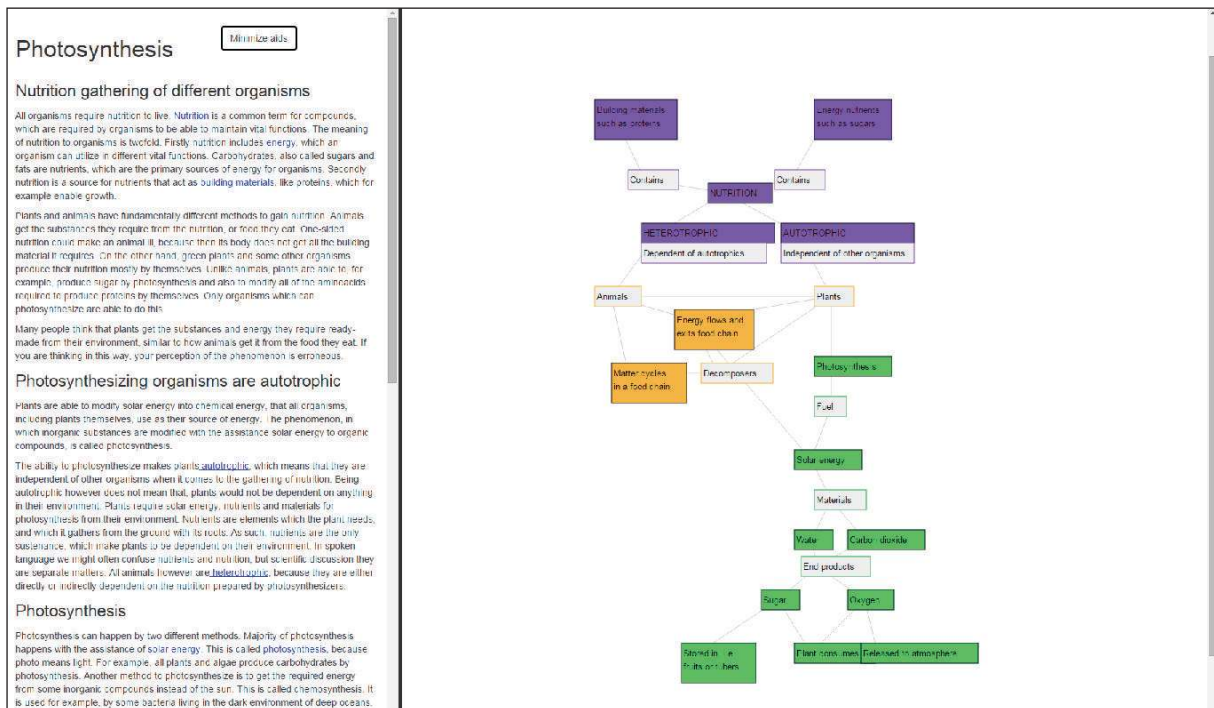 Photosynthesis
Minimize aids
Nutrition gathering of different organisms
All organisms require nutrition to live. Nutrition is a common term for compounds,
which are required by organisms to be able to maintain vital functions. The meaning
of nutrition to organisms is twofold. Firstly nutrition includes energy, which an
organism can utilize in different vital functions. Carbohydrates, also called sugars and
fats are nutrients, which are the primary sources of energy for organisms. Secondly
nutrition is a source for nutrients that act as building materials, like proteins, which for
example enable growth.
Plants and animals have fundamentally different methods to gain nutrition. Animals
get the substances they require from the nutrition, or food they eat. One-sided
nutrition could make an animal ill, because then its body does not get all the building
material it requires. On the other hand, green plants and some other organisms
produce their nutrition mostly by themselves. Unlike animals, plants are able to, for
example, produce sugar by photosynthesis and also to modify all of the aminoacids
required to produce proteins by themselves. Only organisms which can
photosynthesize are able to do this.
Many people think that plants get the substances and energy they require ready-
made from their environment, similar to how animals get it from the food they eat. If
you are thinking in this way, your perception of the phenomenon is erroneous.
Photosynthesizing organisms are autotrophic
Plants are able to modify solar energy into chemical energy, that all organisms,
including plants themselves, use as their source of energy. The phenomenon, in
which inorganic substances are modified with the assistance solar energy to organic
compounds, is called photosynthesis.
The ability to photosynthesize makes plants autotrophic, which means that they are
independent of other organisms when it comes to the gathering of nutrition. Being
autotrophic however does not mean that, plants would not be dependent on anything
in their environment. Plants require solar energy, nutrients and materials for
photosynthesis from their environment. Nutrients are elements which the plant needs,
and which it gathers from the ground with its roots. As such, nutrients are the only
sustenance, which make plants to be dependent on their environment. In spoken
language we might often confuse nutrients and nutrition, but scientific discussion they
are separate matters. All animals however are heterotrophic, because they are either
directly or indirectly dependent on the nutrition prepared by photosynthesizers.
Photosynthesis
Photosynthesis can happen by two different methods. Majority of photosynthesis
happens with the assistance of solar energy. This is called photosynthesis, because
photo means light. For example, all plants and algae produce carbohydrates by
photosynthesis. Another method to photosynthesize is to get the required energy
from some inorganic compounds instead of the sun. This is called chemosynthesis. It
is used for example, by some bacteria living in the dark environment of deep oceans.
Building materials
such as proteins
Energy nutrients
such as sugars
Contains
Contains
NUTRITION
HETEROTROPHIC
Dependent of autotrophics
AUTOTROPHIC
Independent of other organisms
Animals
Plants
Energy flows and
exits food chain
Matter cycles
in a food chain
Decomposers
Photosynthesis
Fuel
Solar energy
Materials
Water
Carbon dioxide
End products
Sugar
Oxygen
Stored in i.e.
fruits or tubers
Plant consumes
Released to atmosphere